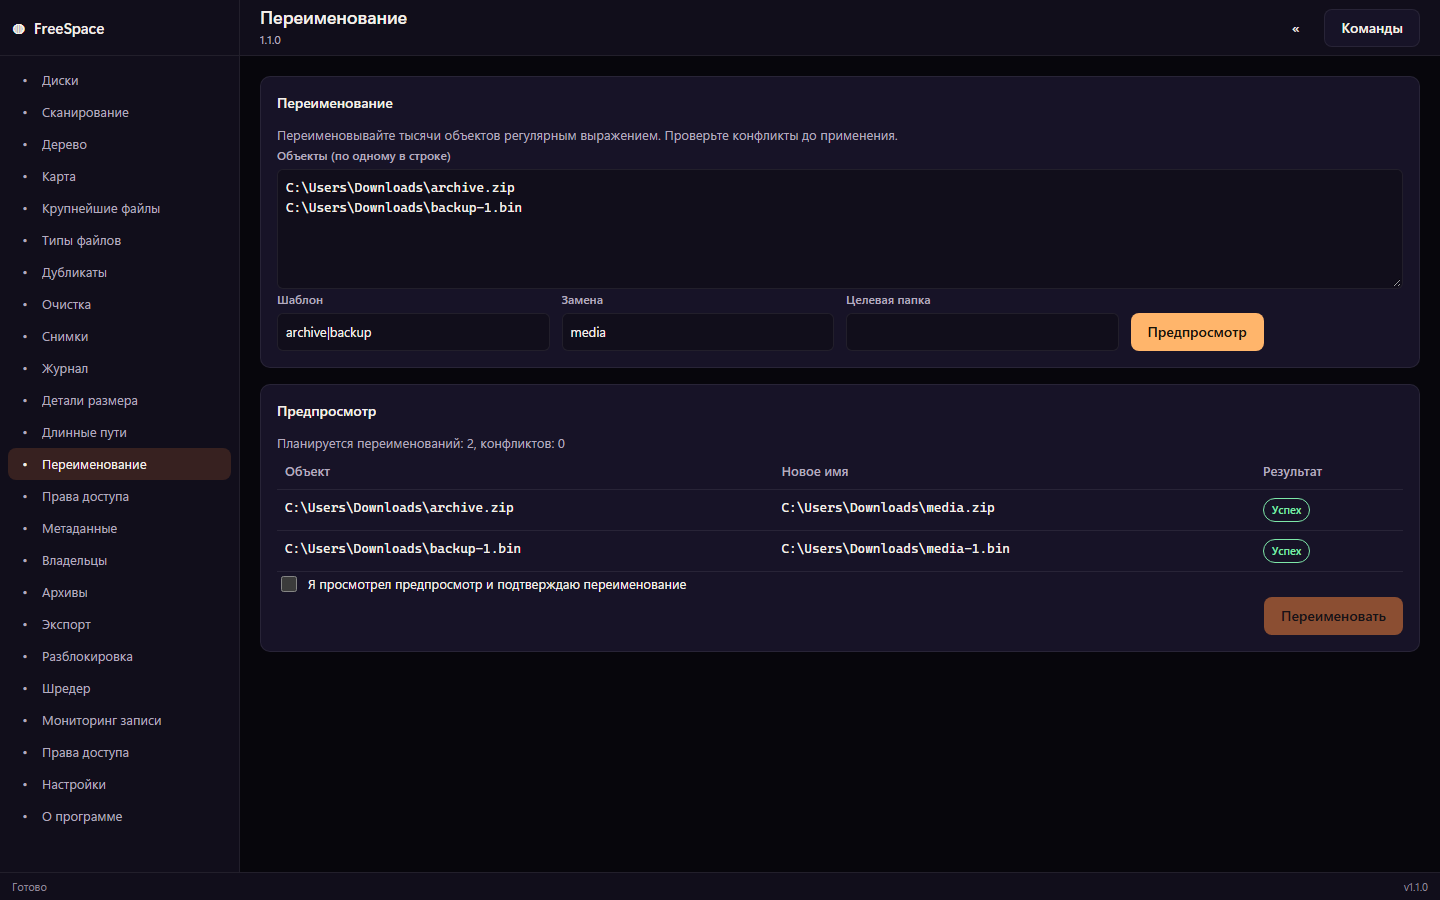 FreeSpace
Переименование
1.1.0
«
Команды
Диски
Сканирование
Дерево
Карта
Крупнейшие файлы
Типы файлов
Дубликаты
Очистка
Снимки
Журнал
Детали размера
Длинные пути
Переименование
Права доступа
Метаданные
Владельцы
Архивы
Экспорт
Разблокировка
Шредер
Мониторинг записи
Права доступа
Настройки
О программе
Переименование
Переименовывайте тысячи объектов регулярным выражением. Проверьте конфликты до применения.
Объекты (по одному в строке)
C:\Users\Downloads\archive.zip
C:\Users\Downloads\backup-1.bin
Шаблон Замена Целевая папка
archive|backup media Предпросмотр
Предпросмотр
Планируется переименований: 2, конфликтов: 0
Объект Новое имя Результат
C:\Users\Downloads\archive.zip C:\Users\Downloads\media.zip Успех
C:\Users\Downloads\backup-1.bin C:\Users\Downloads\media-1.bin Успех
Я просмотрел предпросмотр и подтверждаю переименование
Переименовать
Готово v1.1.0